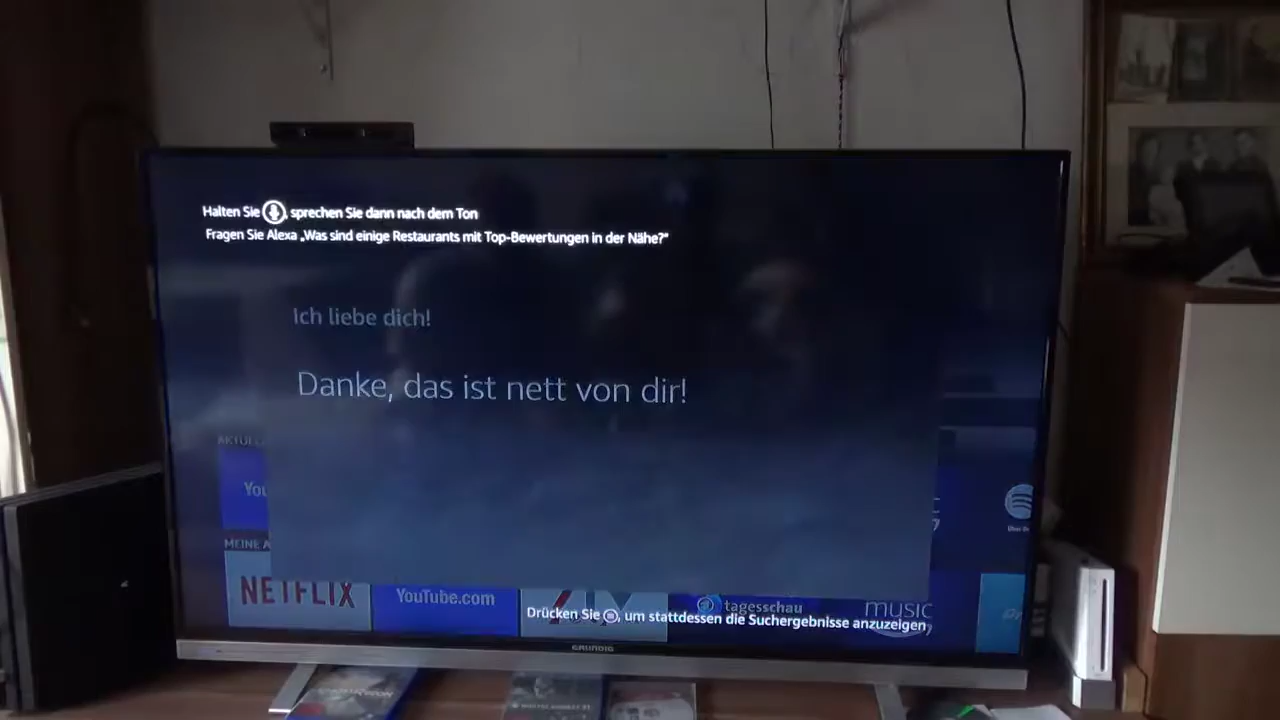 Halten Sie , sprechen Sie dann nach dem Ton
Fragen Sie Alexa „Was sind einige Restaurants mit Top-Bewertungen in der Nähe?“
Ich liebe dich!
Danke, das ist nett von dir!
You
MEINE A
NETFLIX
YouTube.com
tagesschau
music
Drücken Sie , um stattdessen die Suchergebnisse anzuzeigen
GRUNDIG